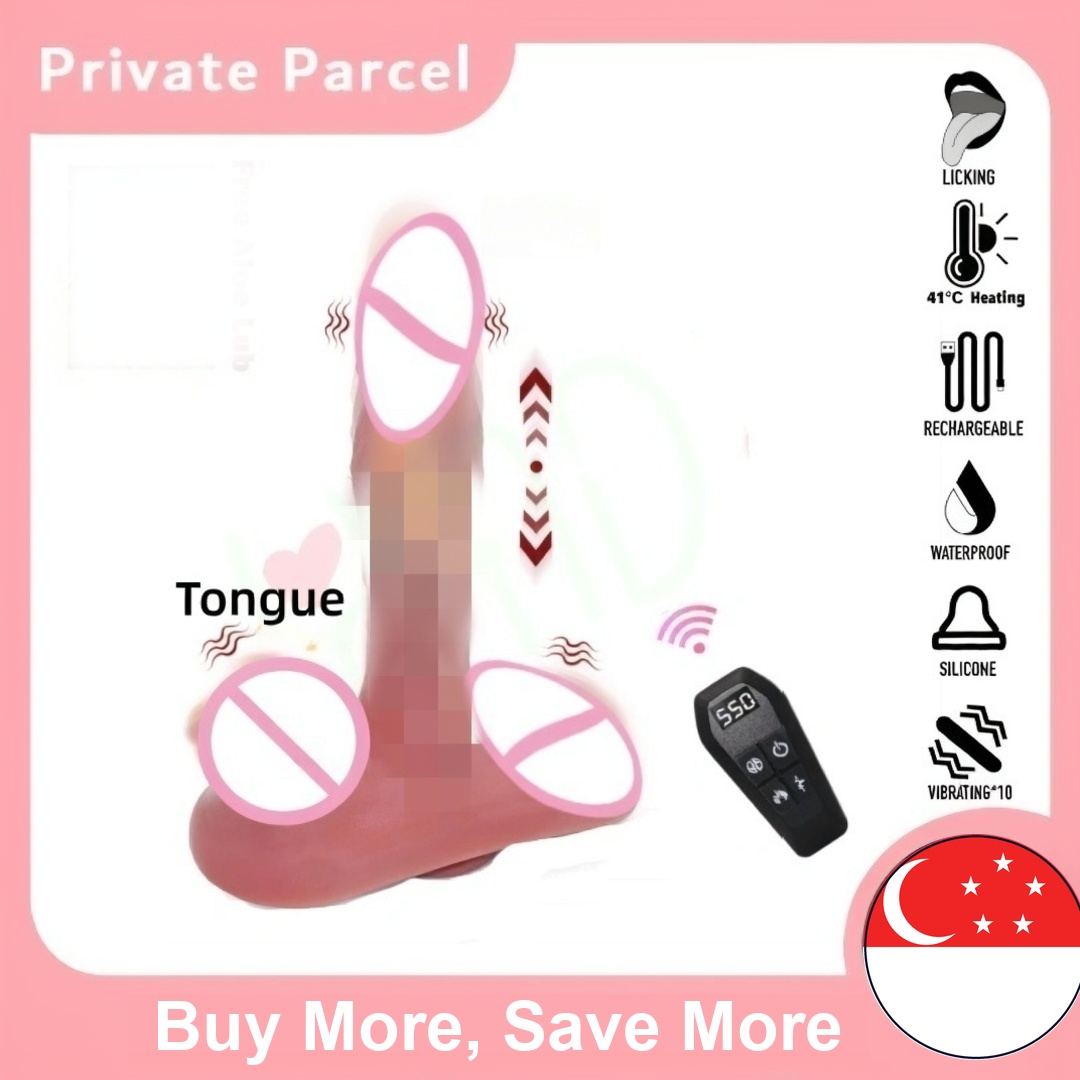 Private Parcel
LICKING
41°C Heating
RECHARGEABLE
Tongue
WATERPROOF
SILICONE
550
VIBRATING*10
Buy More, Save More